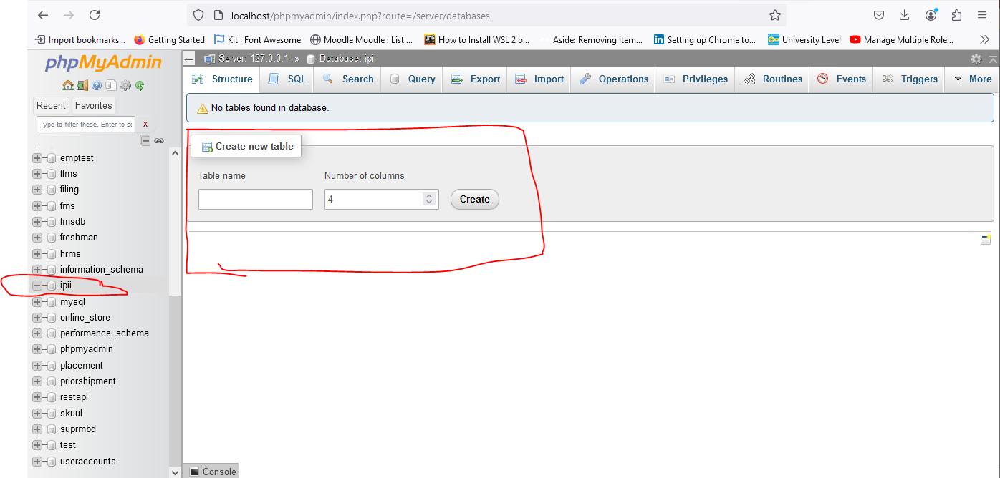 localhost/phpmyadmin/index.php?route=/server/databases
Import bookmarks... Getting Started Kit | Font Awesome Moodle Moodle : List ... How to Install WSL 2 o... Aside: Removing item... Setting up Chrome to... University Level Manage Multiple Role...
phpMyAdmin
Recent Favorites
Type to filter these, Enter to se X
emptest
ffms
filing
fms
fmsdb
freshman
hrms
information_schema
ipii
mysql
online_store
performance_schema
phpmyadmin
placement
priorshipment
restapi
skuul
suprmbd
test
useraccounts
Server: 127.0.0.1 » Database: ipii
Structure SQL Search Query Export Import Operations Privileges Routines Events Triggers More
No tables found in database.
Create new table
Table name Number of columns
4 Create
Console